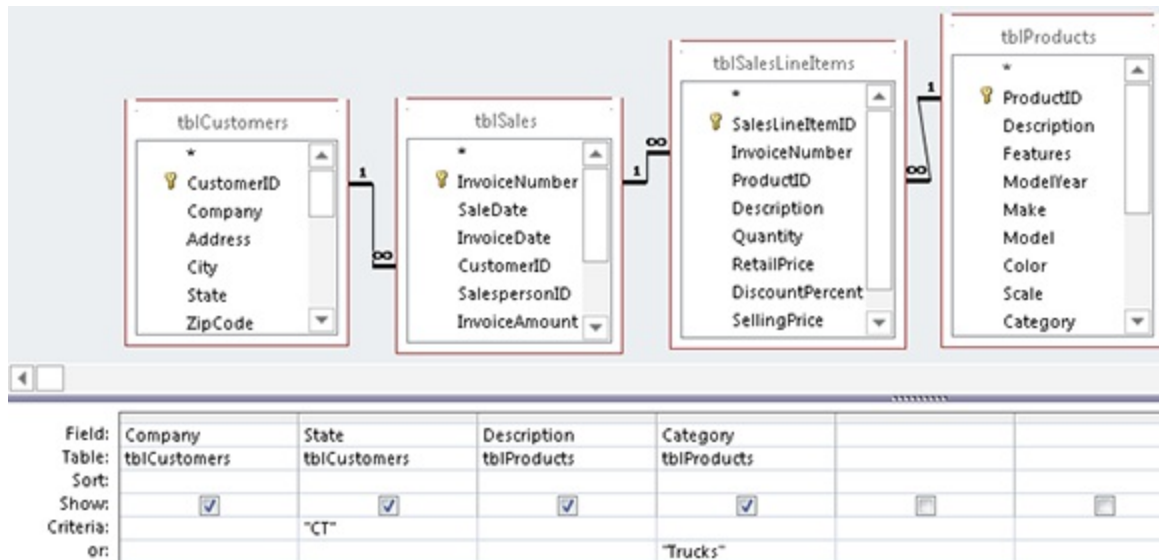 tblCustomers
*
CustomerID
Company
Address
City
State
ZipCode
1
∞
tblSales
*
InvoiceNumber
SaleDate
InvoiceDate
CustomerID
SalespersonID
InvoiceAmount
1
∞
tblSalesLineItems
*
SalesLineItemID
InvoiceNumber
ProductID
Description
Quantity
RetailPrice
DiscountPercent
SellingPrice
∞
1
tblProducts
*
ProductID
Description
Features
ModelYear
Make
Model
Color
Scale
Category
Field: Company State Description Category
Table: tblCustomers tblCustomers tblProducts tblProducts
Sort:
Show:
Criteria: "CT"
or: "Trucks"